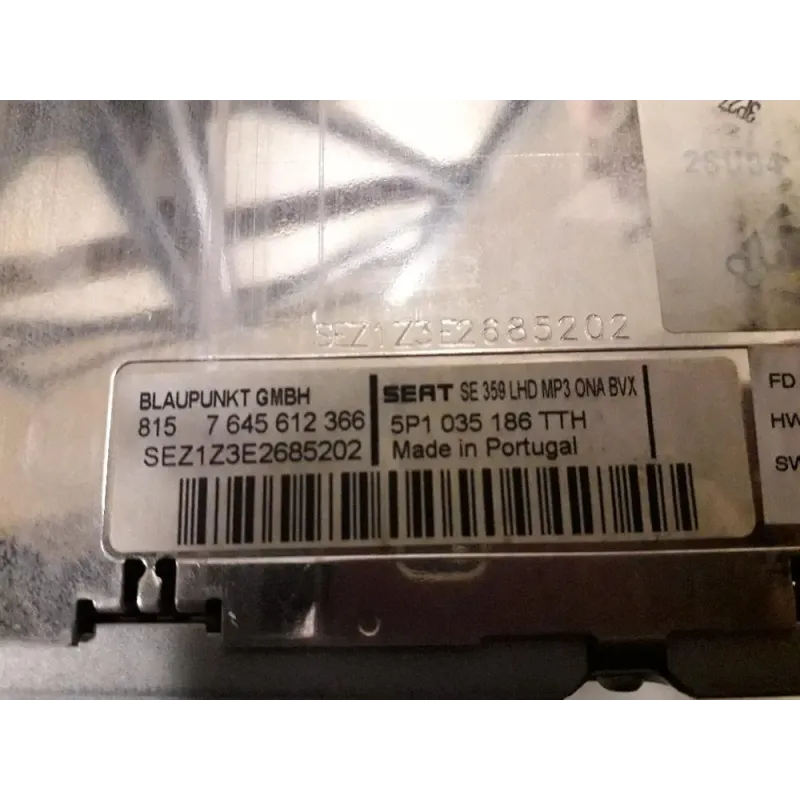 2SU04
SEZ1Z3E2685202
BLAUPUNKT GMBH
815 7 645 612 366
SEZ1Z3E2685202
SEAT SE 359 LHD MP3 ONA BVX
5P1 035 186 TTH
Made in Portugal
FD
HW
SW